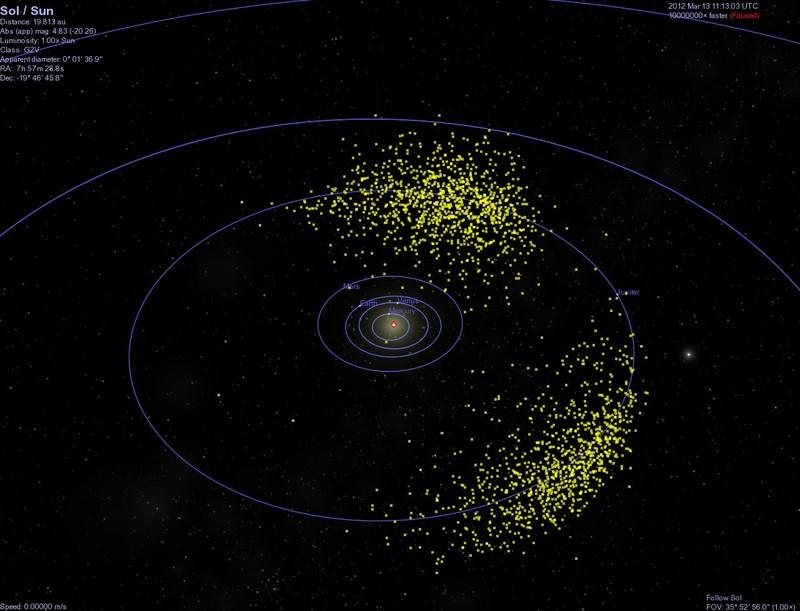 Sol / Sun
Distance: 19.813 au
Abs (app) mag: 4.83 (-20.26)
Luminosity: 1.00x Sun
Class: G2V
Apparent diameter: 0° 01' 36.9"
RA: 7h 57m 28.8s
Dec: -19° 46' 45.8"
2012 Mar 13 11:13:03 UTC
10000000× faster (Paused)
Mars
Jupiter
Earth
Venus
Mercury
Speed: 0.00000 m/s
Follow Sol
FOV: 35° 52' 56.0" (1.00×)